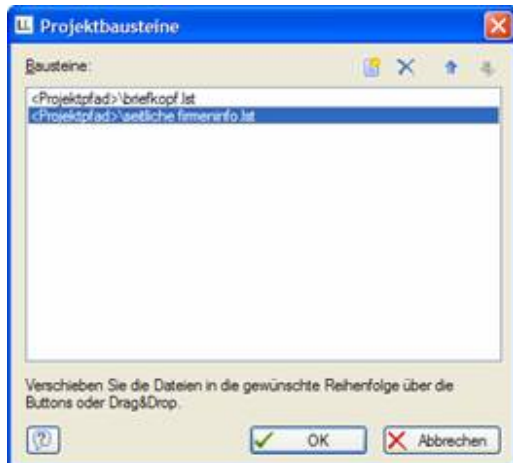 LL Projektbausteine
Bausteine:
<Projektpfad>\briefkopf.lst
<Projektpfad>\seitliche firmeninfo.lst
Verschieben Sie die Dateien in die gewünschte Reihenfolge über die
Buttons oder Drag&Drop.
? OK Abbrechen